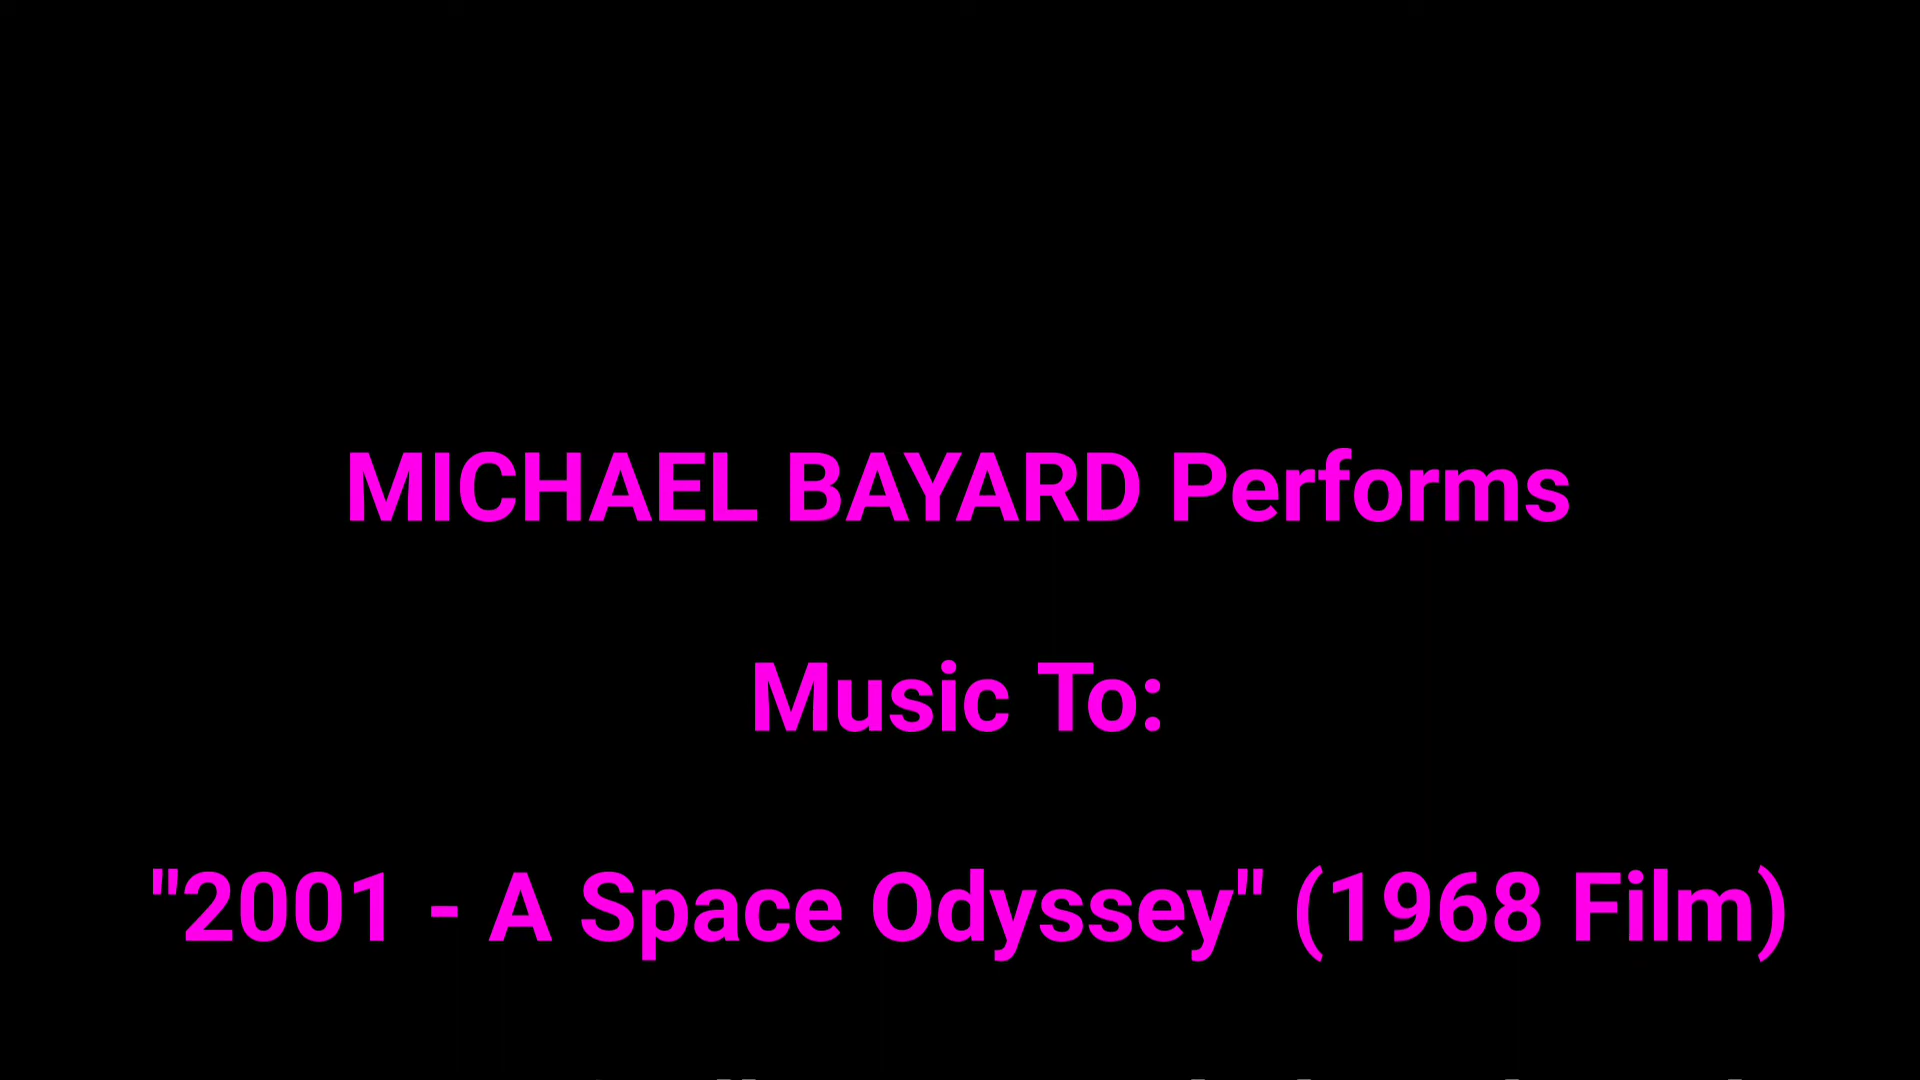 MICHAEL BAYARD Performs
Music To:
"2001 - A Space Odyssey" (1968 Film)